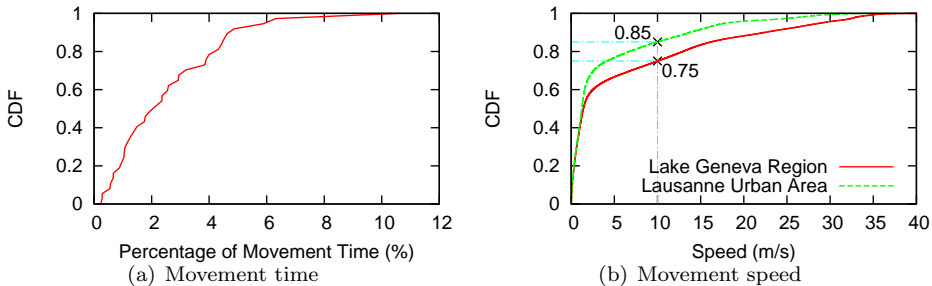 1
0.8
0.6
0.4
0.2
0
CDF
0 2 4 6 8 10 12
Percentage of Movement Time (%)
(a) Movement time
1
0.8
0.6
0.4
0.2
0
CDF
0.85
0.75
Lake Geneva Region
Lausanne Urban Area
0 5 10 15 20 25 30 35 40
Speed (m/s)
(b) Movement speed